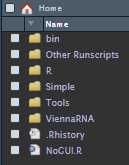 Home
Name
bin
Other Runscripts
R
Simple
Tools
ViennaRNA
.Rhistory
NoGUI.R